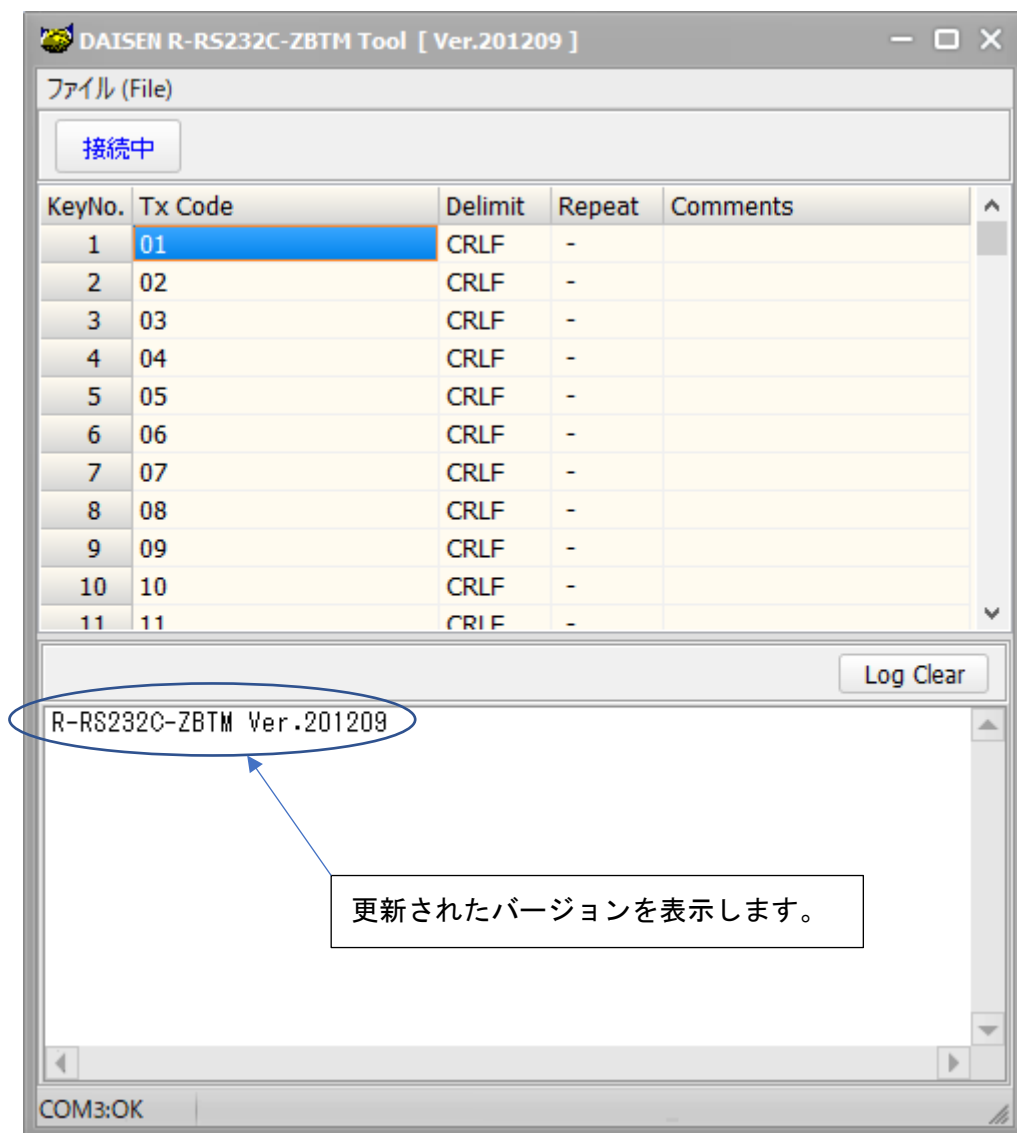 DAISEN R-RS232C-ZBTM Tool [ Ver.201209 ]
ファイル (File)
接続中
KeyNo. Tx Code Delimit Repeat Comments
1 01 CRLF -
2 02 CRLF -
3 03 CRLF -
4 04 CRLF -
5 05 CRLF -
6 06 CRLF -
7 07 CRLF -
8 08 CRLF -
9 09 CRLF -
10 10 CRLF -
11 11 CRLF -
Log Clear
R-RS232C-ZBTM Ver.201209
更新されたバージョンを表示します。
COM3:OK